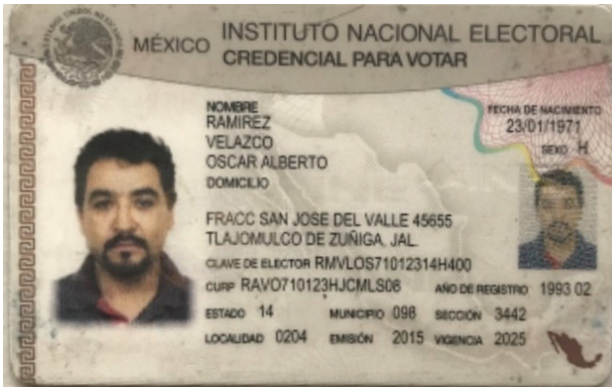 MÉXICO INSTITUTO NACIONAL ELECTORAL
CREDENCIAL PARA VOTAR
NOMBRE
RAMIREZ
VELAZCO
OSCAR ALBERTO
FECHA DE NACIMIENTO
23/01/1971
SEXO H
DOMICILIO
FRACC SAN JOSE DEL VALLE 45655
TLAJOMULCO DE ZUÑIGA, JAL.
CLAVE DE ELECTOR RMVLOS71012314H400
CURP RAVO710123HJCMLS08 AÑO DE REGISTRO 1993 02
ESTADO 14 MUNICIPIO 098 SECCIÓN 3442
LOCALIDAD 0204 EMISIÓN 2015 VIGENCIA 2025